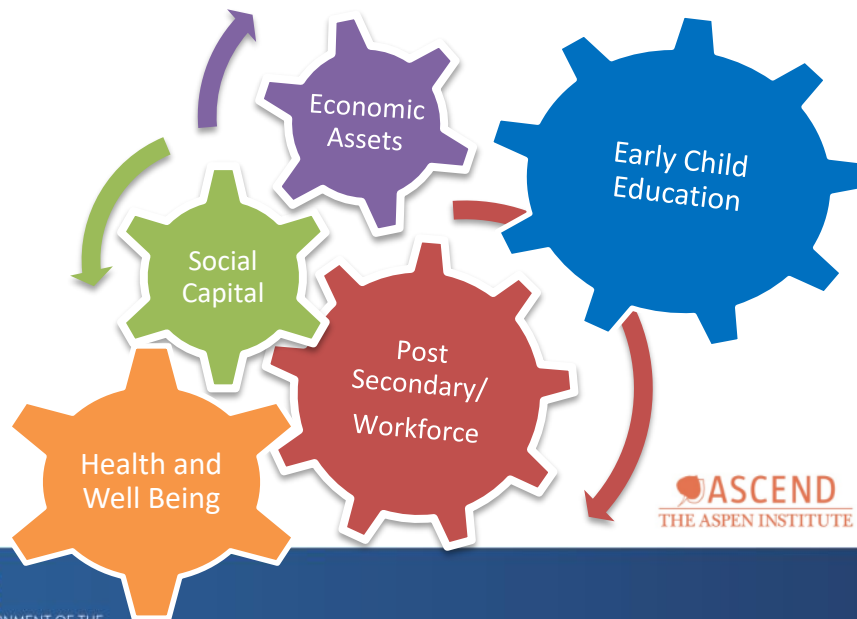 Economic
Assets
Early Child
Education
Social
Capital
Post
Secondary/
Workforce
Health and
Well Being
ASCEND
THE ASPEN INSTITUTE